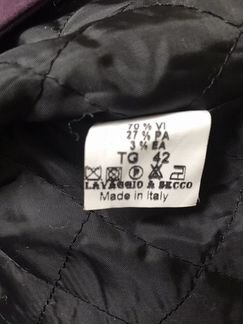 70 % VI
27 % PA
3 % EA
TG 42
P A
LAVAGGIO A SECCO
Made in Italy